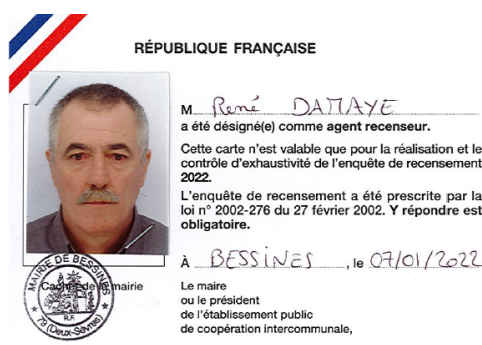 RÉPUBLIQUE FRANÇAISE
M René DAMAYE
a été désigné(e) comme agent recenseur.
Cette carte n'est valable que pour la réalisation et le
contrôle d'exhaustivité de l'enquête de recensement
2022.
L'enquête de recensement a été prescrite par la
loi n° 2002-276 du 27 février 2002. Y répondre est
obligatoire.
À BESSINES, le 07/01/2022
MAIRIE DE BESSINES
Cachet de la mairie
R.F.
79 (Deux-Sèvres)
Le maire
ou le président
de l'établissement public
de coopération intercommunale,